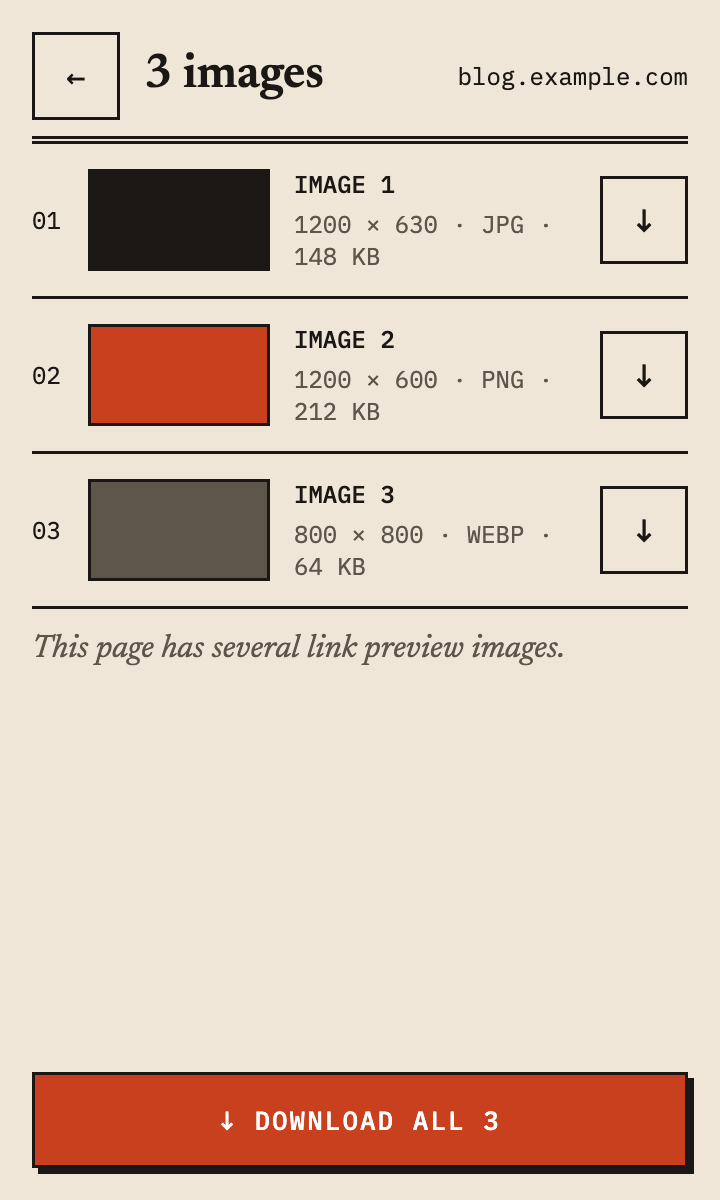 ← 3 images blog.example.com
01
IMAGE 1
1200 × 630 · JPG ·
148 KB
↓
02
IMAGE 2
1200 × 600 · PNG ·
212 KB
↓
03
IMAGE 3
800 × 800 · WEBP ·
64 KB
↓
This page has several link preview images.
↓ DOWNLOAD ALL 3